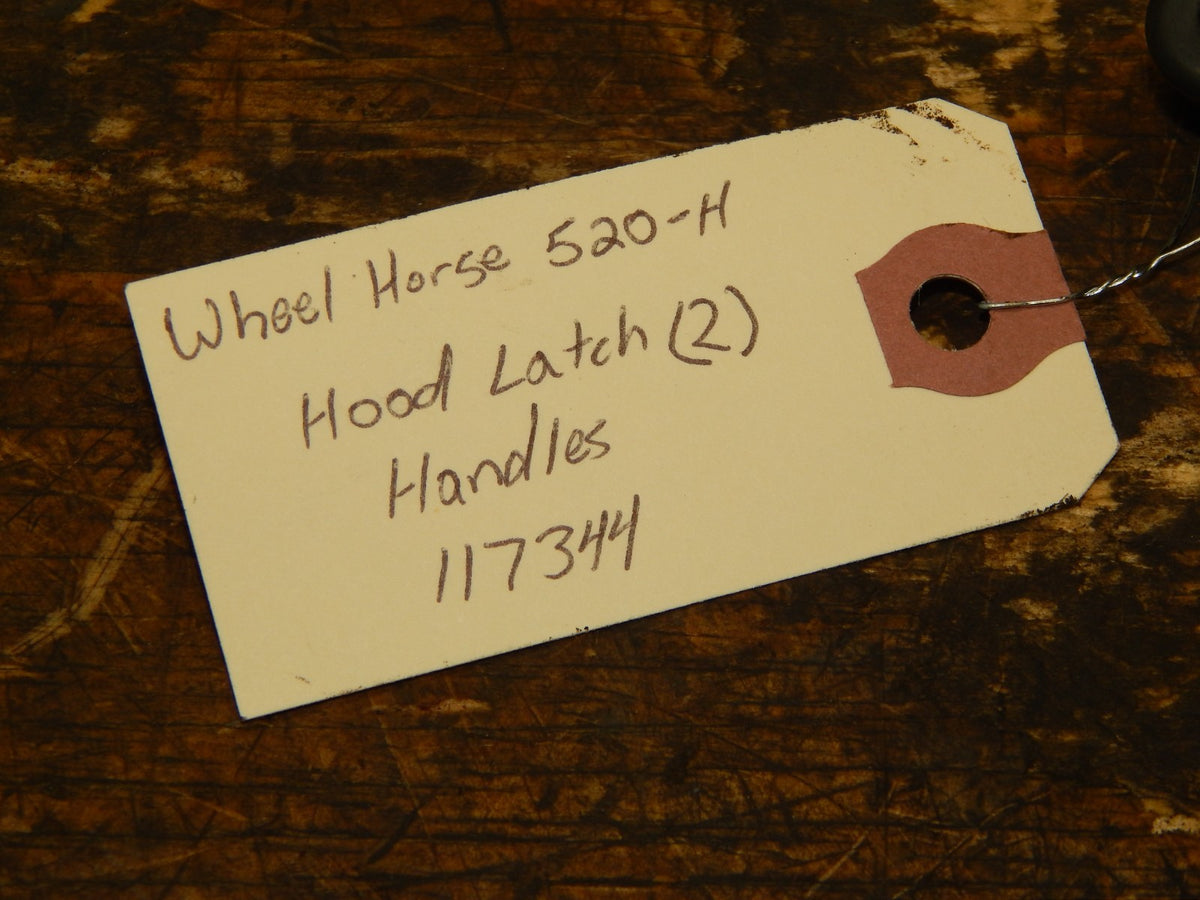 Wheel Horse 520-H
Hood Latch (2)
Handles
117344